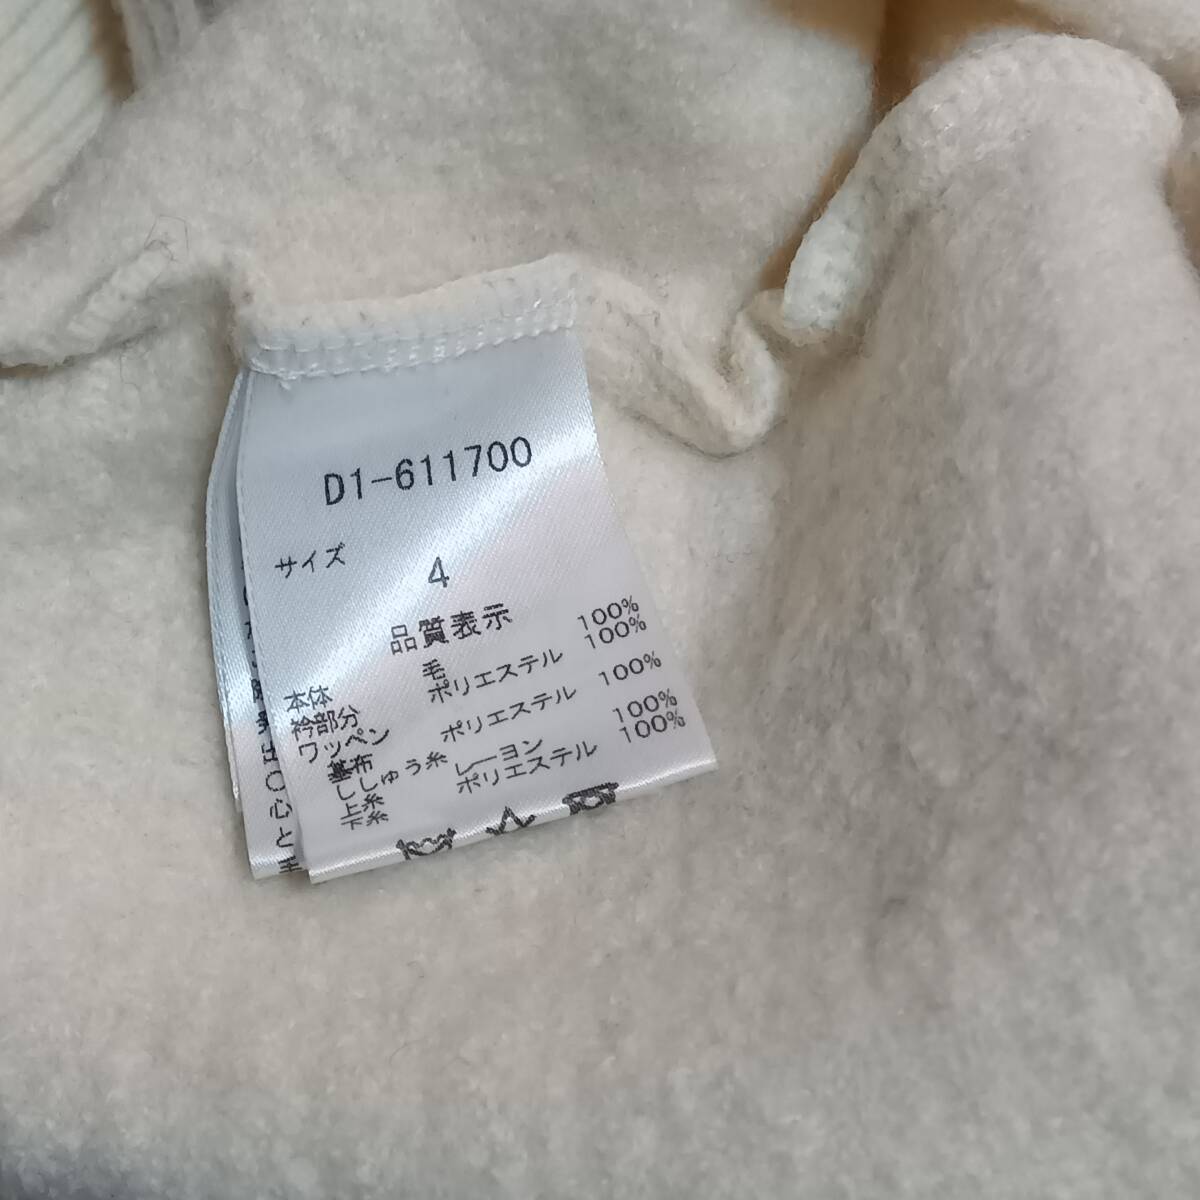 D1-611700
サイズ 4
品質表示
本体 毛 100%
衿部分 ポリエステル 100%
ワッペン
基布 ポリエステル 100%
ししゅう糸
上糸 レーヨン 100%
下糸 ポリエステル 100%
出
〇
心
と